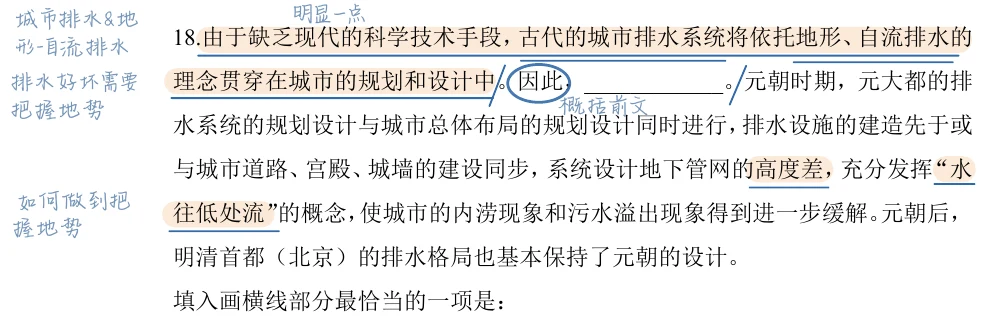 明显一点
城市排水&地
形-自流排水
排水好坏需要
把握地势
18.由于缺乏现代的科学技术手段，古代的城市排水系统将依托地形、自流排水的
理念贯穿在城市的规划和设计中。因此，____________。元朝时期，元大都的排
概括前文
水系统的规划设计与城市总体布局的规划设计同时进行，排水设施的建造先于或
与城市道路、宫殿、城墙的建设同步，系统设计地下管网的高度差，充分发挥“水
如何做到把
握地势
往低处流”的概念，使城市的内涝现象和污水溢出现象得到进一步缓解。元朝后，
明清首都（北京）的排水格局也基本保持了元朝的设计。
填入画横线部分最恰当的一项是：